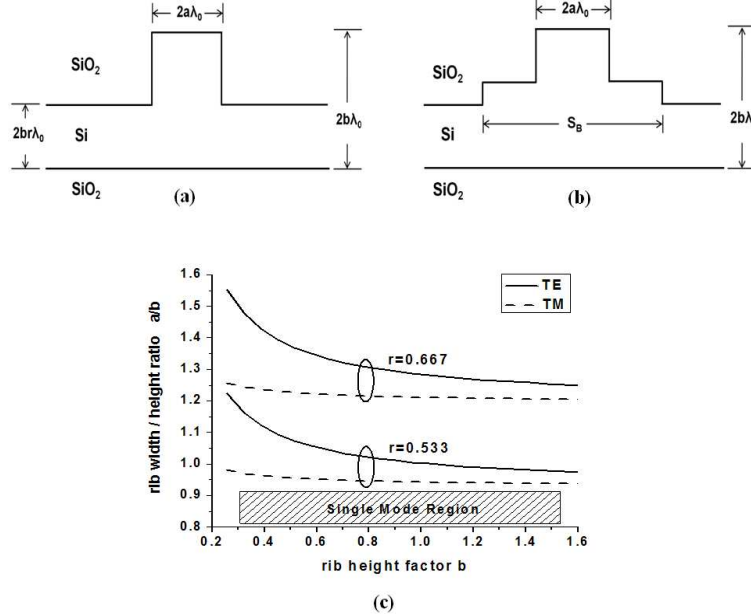 2aλ₀
SiO₂
2brλ₀
Si
2bλ₀
SiO₂
(a)
2aλ₀
SiO₂
Si
S_B
2bλ
SiO₂
(b)
1.6
1.5
1.4
1.3
1.2
1.1
1.0
0.9
0.8
rib width / height ratio a/b
TE
TM
r=0.667
r=0.533
Single Mode Region
0.2 0.4 0.6 0.8 1.0 1.2 1.4 1.6
rib height factor b
(c)